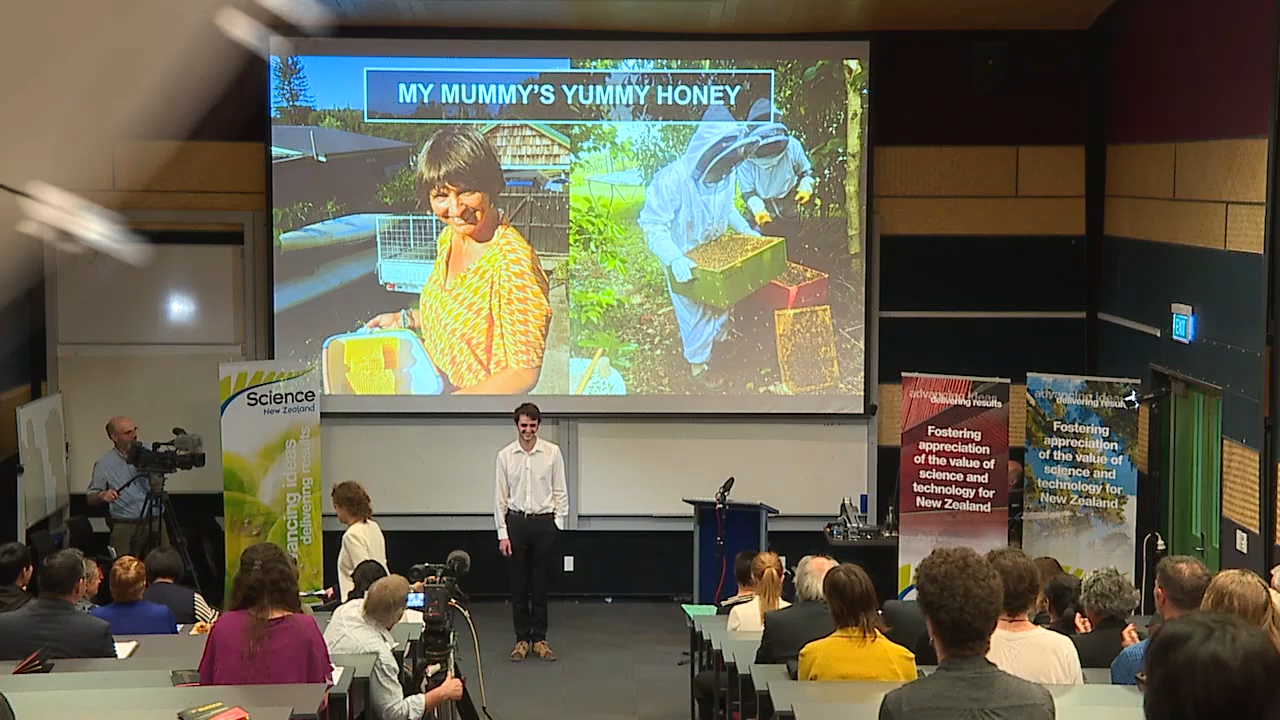 MY MUMMY'S YUMMY HONEY
Science
New Zealand
ancing ideas
delivering results
advancing ideas
delivering results
Fostering
appreciation
of the value of
science and
technology for
New Zealand
advancing ideas
delivering results
Fostering
appreciation
of the value of
science and
technology for
New Zealand
EXIT